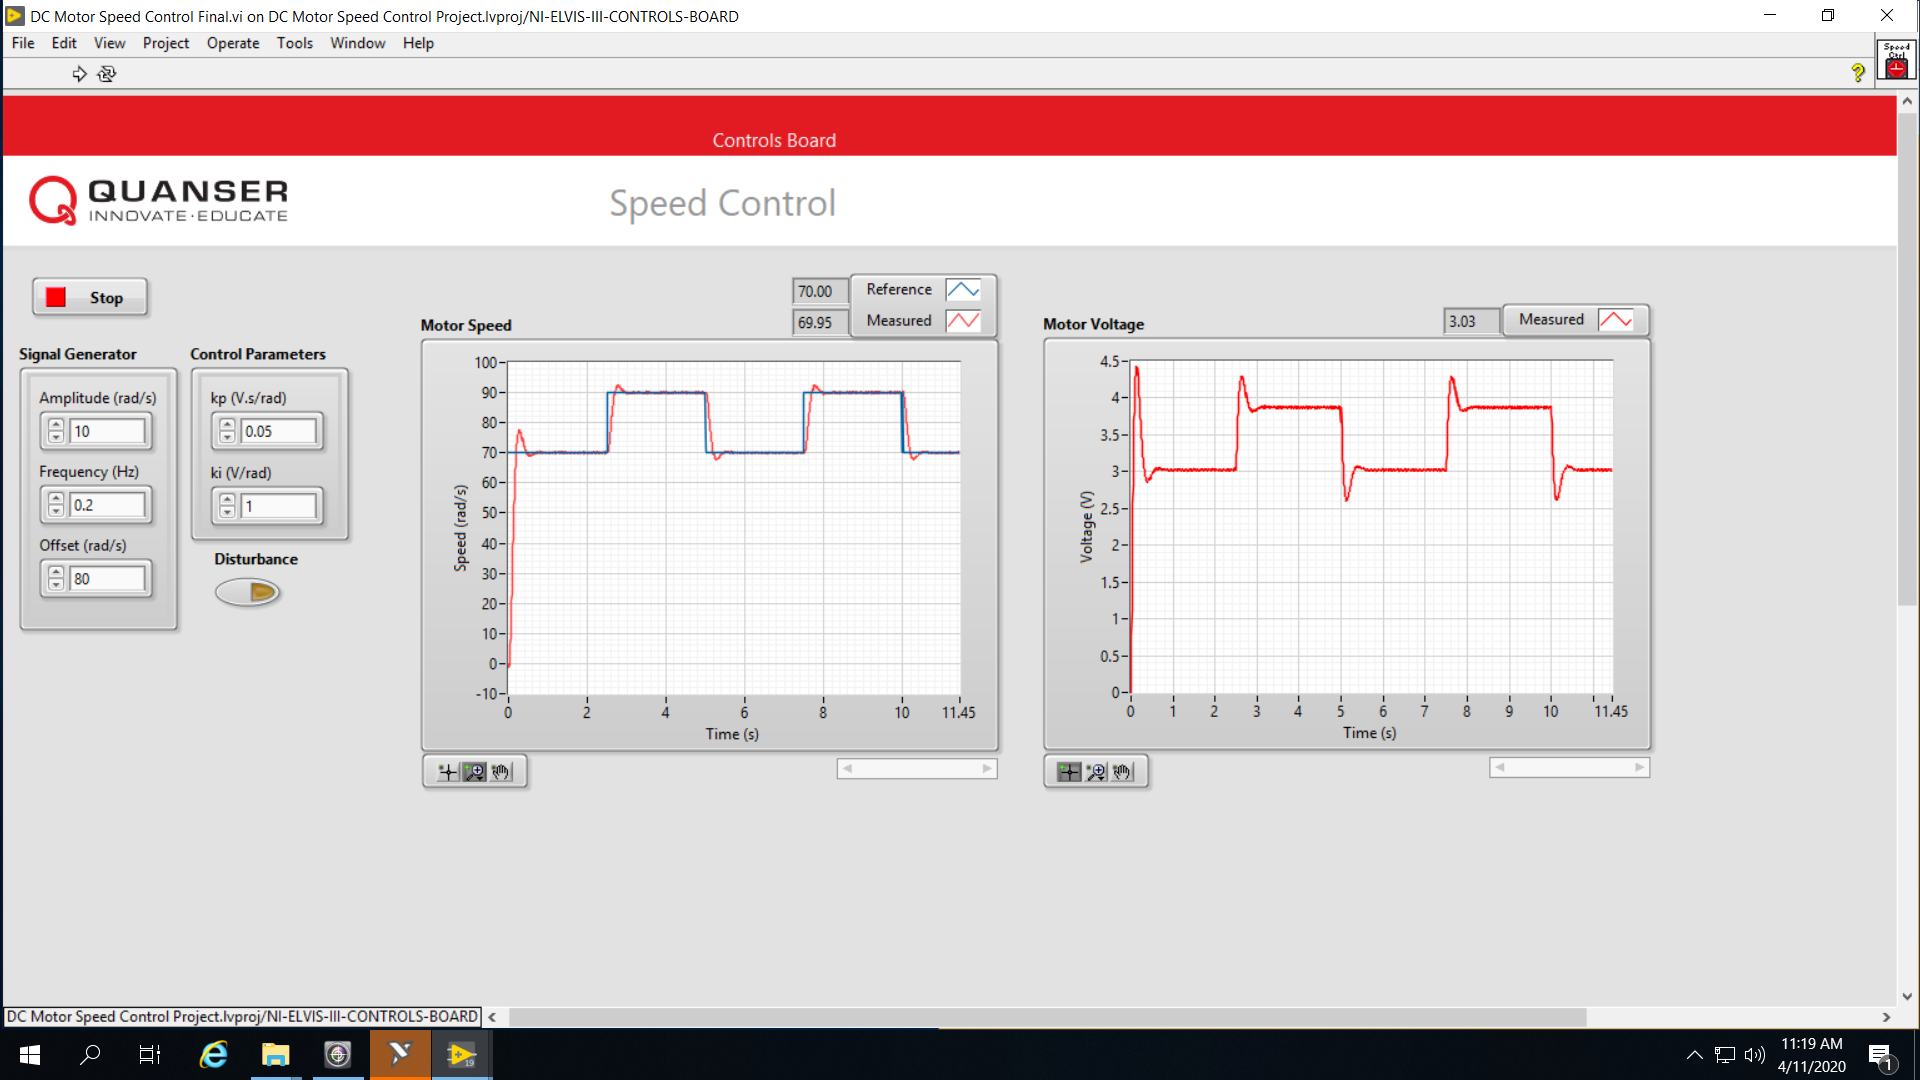 DC Motor Speed Control Final.vi on DC Motor Speed Control Project.lvproj/NI-ELVIS-III-CONTROLS-BOARD
File Edit View Project Operate Tools Window Help
Speed
Ctrl
Controls Board
QUANSER
INNOVATE·EDUCATE
Speed Control
Stop
Signal Generator
Amplitude (rad/s)
10
Frequency (Hz)
0.2
Offset (rad/s)
80
Control Parameters
kp (V.s/rad)
0.05
ki (V/rad)
1
Disturbance
Motor Speed
70.00 Reference
69.95 Measured
100
90
80
70
60
50
40
30
20
10
0
-10
Speed (rad/s)
0 2 4 6 8 10 11.45
Time (s)
Motor Voltage
3.03 Measured
4.5
4
3.5
3
2.5
2
1.5
1
0.5
0
Voltage (V)
0 1 2 3 4 5 6 7 8 9 10 11.45
Time (s)
DC Motor Speed Control Project.lvproj/NI-ELVIS-III-CONTROLS-BOARD
19
11:19 AM
4/11/2020
1